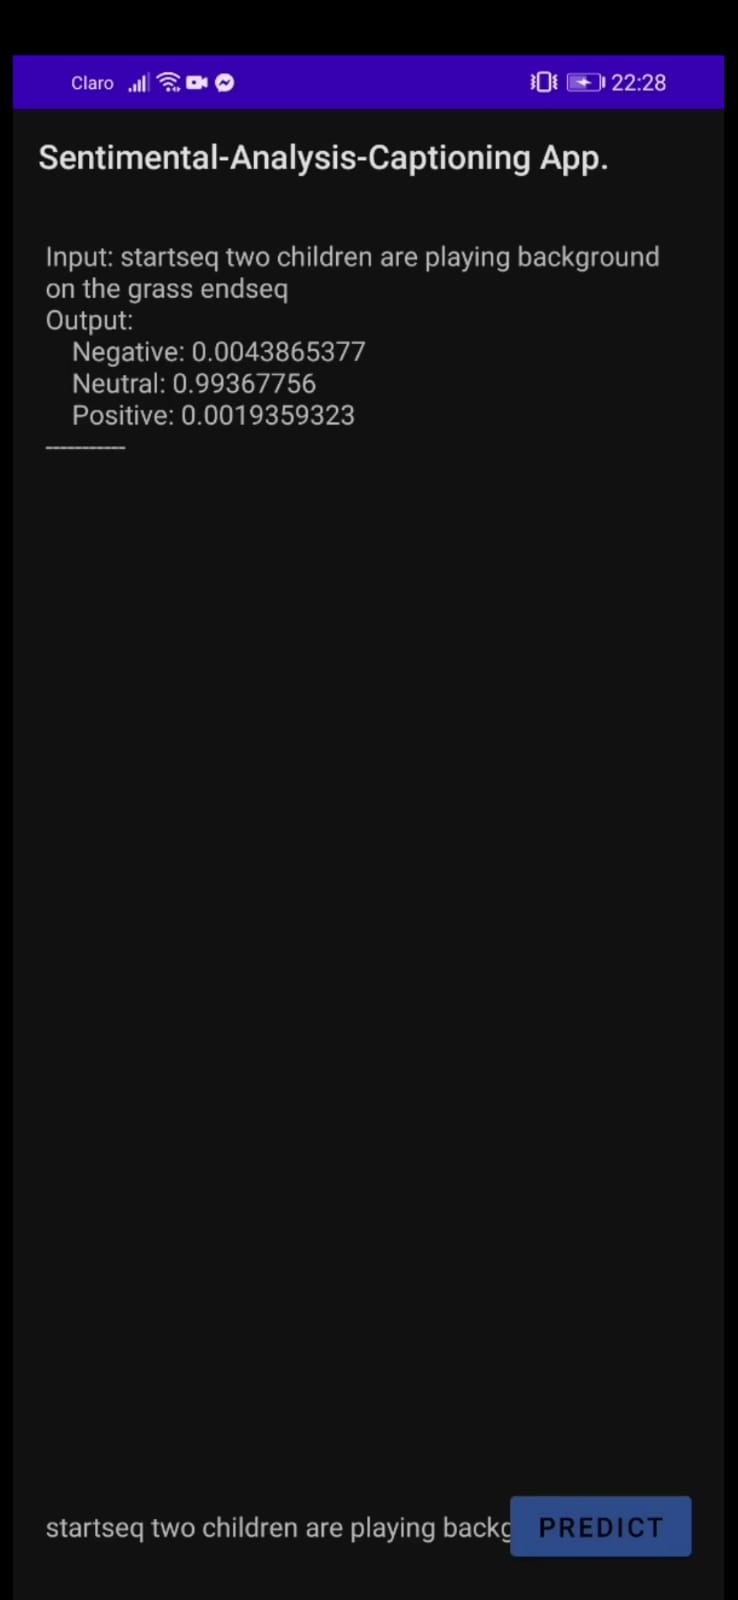 Claro 22:28
Sentimental-Analysis-Captioning App.
Input: startseq two children are playing background
on the grass endseq
Output:
Negative: 0.0043865377
Neutral: 0.99367756
Positive: 0.0019359323
-----------
startseq two children are playing backg PREDICT